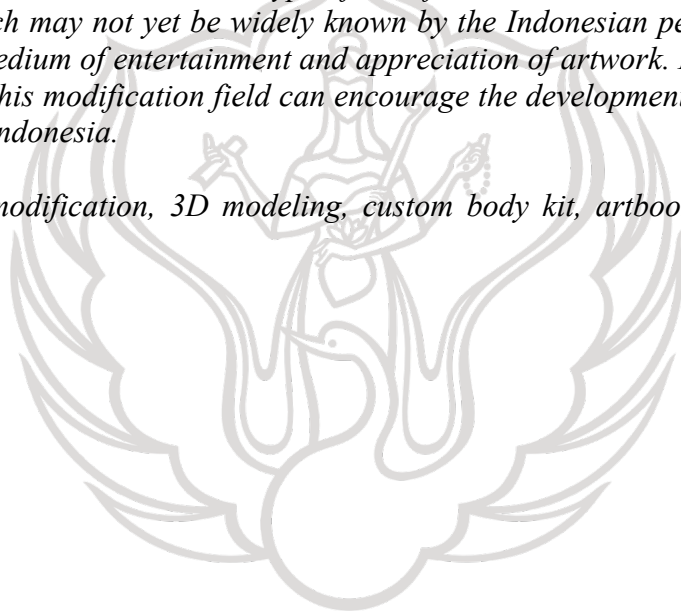 ch may not yet be widely known by the Indonesian pe
edium of entertainment and appreciation of artwork.
his modification field can encourage the development
ndonesia.
modification, 3D modeling, custom body kit, artboo